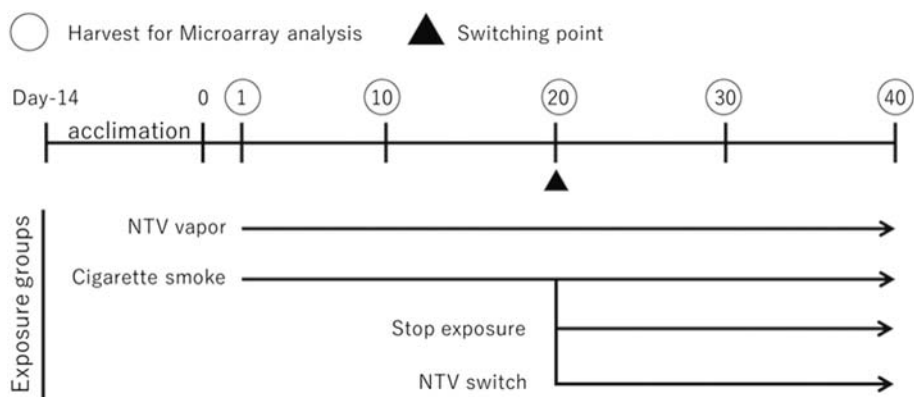 Harvest for Microarray analysis
Switching point
Day-14 0 1 10 20 30 40
acclimation
Exposure groups
NTV vapor
Cigarette smoke
Stop exposure
NTV switch